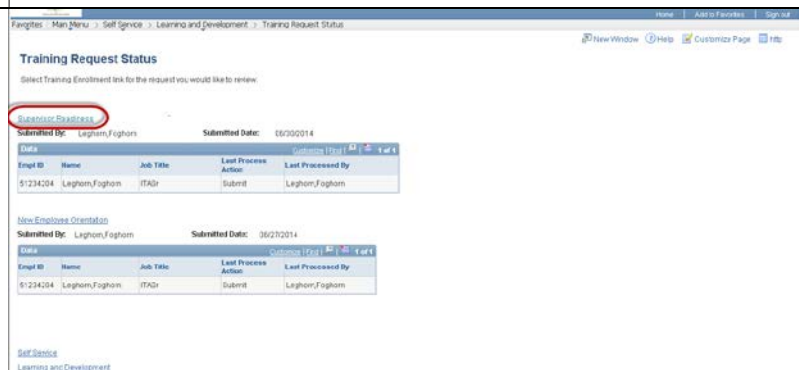 Home | Add to Favorites | Sign out
Favorites | Main Menu > Self Service > Learning and Development > Training Request Status
New Window Help Customize Page http
Training Request Status
Select Training Enrollment link for the request you would like to review.
Supervisor Readiness
Submitted By: Leghorn,Foghorn Submitted Date: 06/30/2014
Data Customize | Find | 1 of 1
Empl ID Name Job Title Last Process Action Last Processed By
61234204 Leghorn,Foghorn ITAGr Submit Leghorn,Foghorn
New Employee Orientation
Submitted By: Leghorn,Foghorn Submitted Date: 06/27/2014
Data Customize | Find | 1 of 1
Empl ID Name Job Title Last Process Action Last Processed By
61234204 Leghorn,Foghorn ITAGr Submit Leghorn,Foghorn
Self Service
Learning and Development